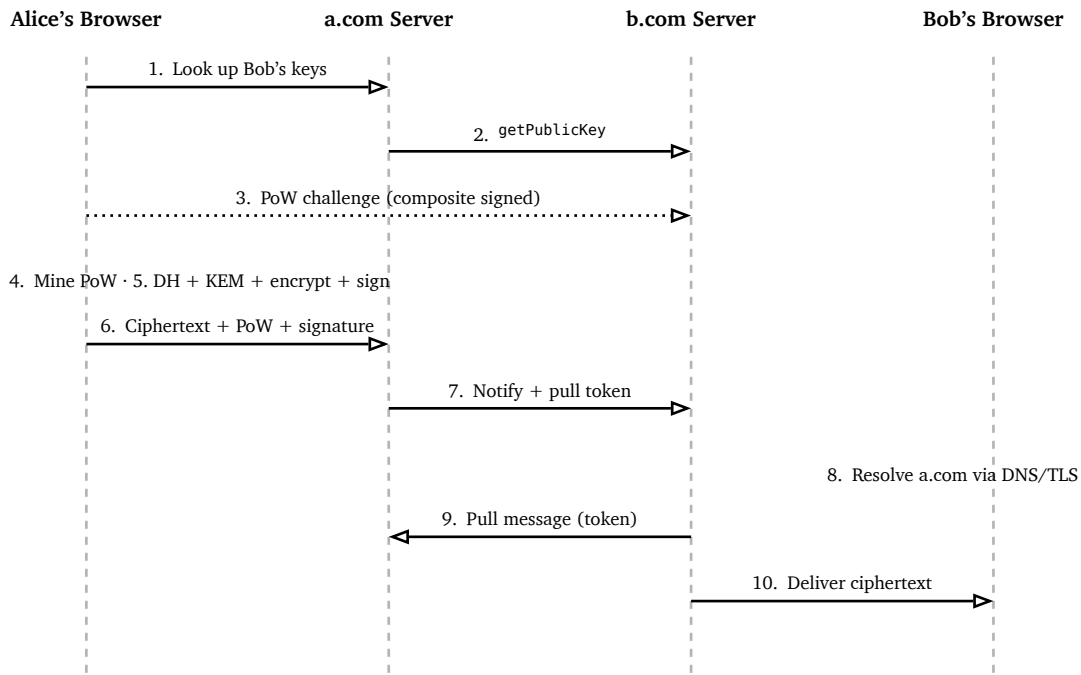 Alice's Browser a.com Server b.com Server Bob's Browser
1. Look up Bob's keys
2. getPublicKey
3. PoW challenge (composite signed)
4. Mine PoW · 5. DH + KEM + encrypt + sign
6. Ciphertext + PoW + signature
7. Notify + pull token
8. Resolve a.com via DNS/TLS
9. Pull message (token)
10. Deliver ciphertext